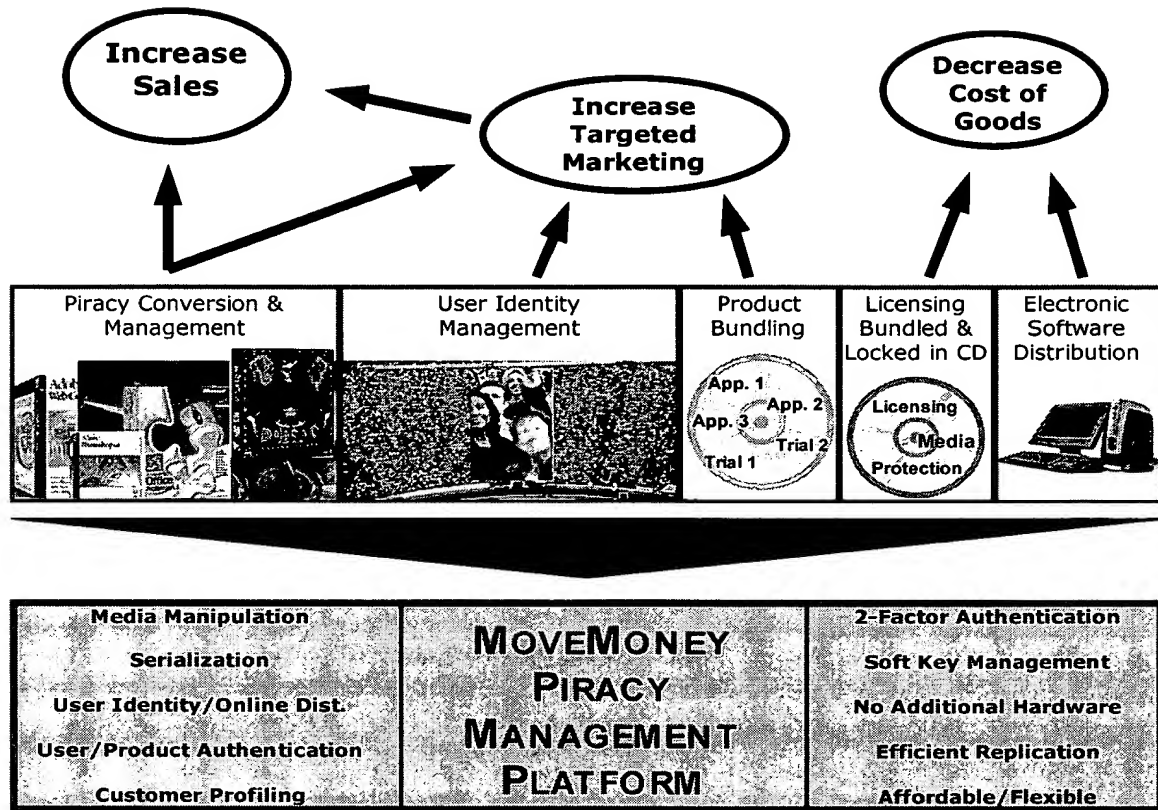 Increase
Sales
Increase
Targeted
Marketing
Decrease
Cost of
Goods
Piracy Conversion &
Management
User Identity
Management
Product
Bundling
Licensing
Bundled &
Locked in CD
Electronic
Software
Distribution
App. 1
App. 2
App. 3
Trial 2
Trial 1
Licensing
Media
Protection
Office
Media Manipulation
Serialization
User Identity/Online Dist.
User/Product Authentication
Customer Profiling
MOVEMONEY
PIRACY
MANAGEMENT
PLATFORM
2-Factor Authentication
Soft Key Management
No Additional Hardware
Efficient Replication
Affordable/Flexible